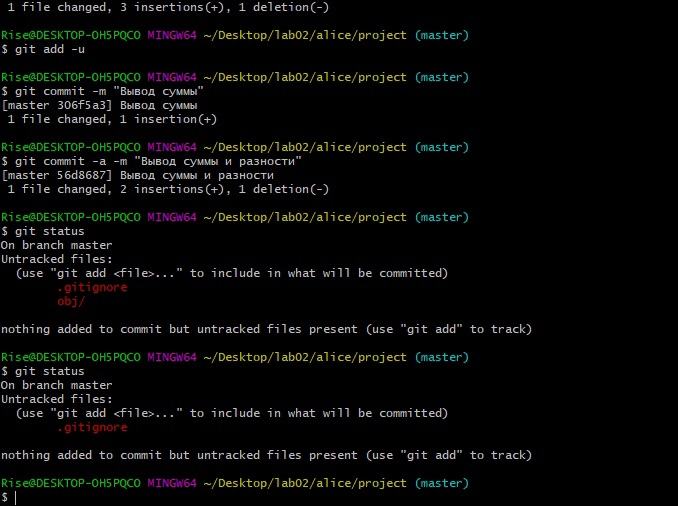 1 file changed, 3 insertions(+), 1 deletion(-)
Rise@DESKTOP-OH5PQCO MINGW64 ~/Desktop/lab02/alice/project (master)
$ git add -u
Rise@DESKTOP-OH5PQCO MINGW64 ~/Desktop/lab02/alice/project (master)
$ git commit -m "Вывод суммы"
[master 306f5a3] Вывод суммы
1 file changed, 1 insertion(+)
Rise@DESKTOP-OH5PQCO MINGW64 ~/Desktop/lab02/alice/project (master)
$ git commit -a -m "Вывод суммы и разности"
[master 56d8687] Вывод суммы и разности
1 file changed, 2 insertions(+), 1 deletion(-)
Rise@DESKTOP-OH5PQCO MINGW64 ~/Desktop/lab02/alice/project (master)
$ git status
On branch master
Untracked files:
(use "git add <file>..." to include in what will be committed)
.gitignore
obj/
nothing added to commit but untracked files present (use "git add" to track)
Rise@DESKTOP-OH5PQCO MINGW64 ~/Desktop/lab02/alice/project (master)
$ git status
On branch master
Untracked files:
(use "git add <file>..." to include in what will be committed)
.gitignore
nothing added to commit but untracked files present (use "git add" to track)
Rise@DESKTOP-OH5PQCO MINGW64 ~/Desktop/lab02/alice/project (master)
$